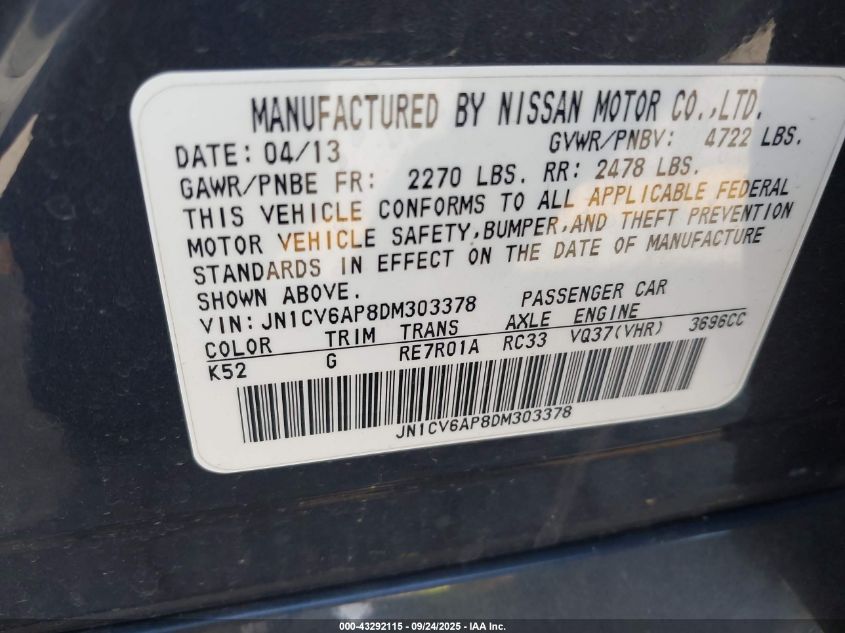 MANUFACTURED BY NISSAN MOTOR CO.,LTD.
DATE: 04/13 GVWR/PNBV: 4722 LBS.
GAWR/PNBE FR: 2270 LBS. RR: 2478 LBS.
THIS VEHICLE CONFORMS TO ALL APPLICABLE FEDERAL
MOTOR VEHICLE SAFETY,BUMPER,AND THEFT PREVENTION
STANDARDS IN EFFECT ON THE DATE OF MANUFACTURE
SHOWN ABOVE.
VIN: JN1CV6AP8DM303378 PASSENGER CAR
COLOR TRIM TRANS AXLE ENGINE
K52 G RE7R01A RC33 VQ37(VHR) 3696CC
JN1CV6AP8DM303378
000-43292115 - 09/24/2025 - IAA Inc.